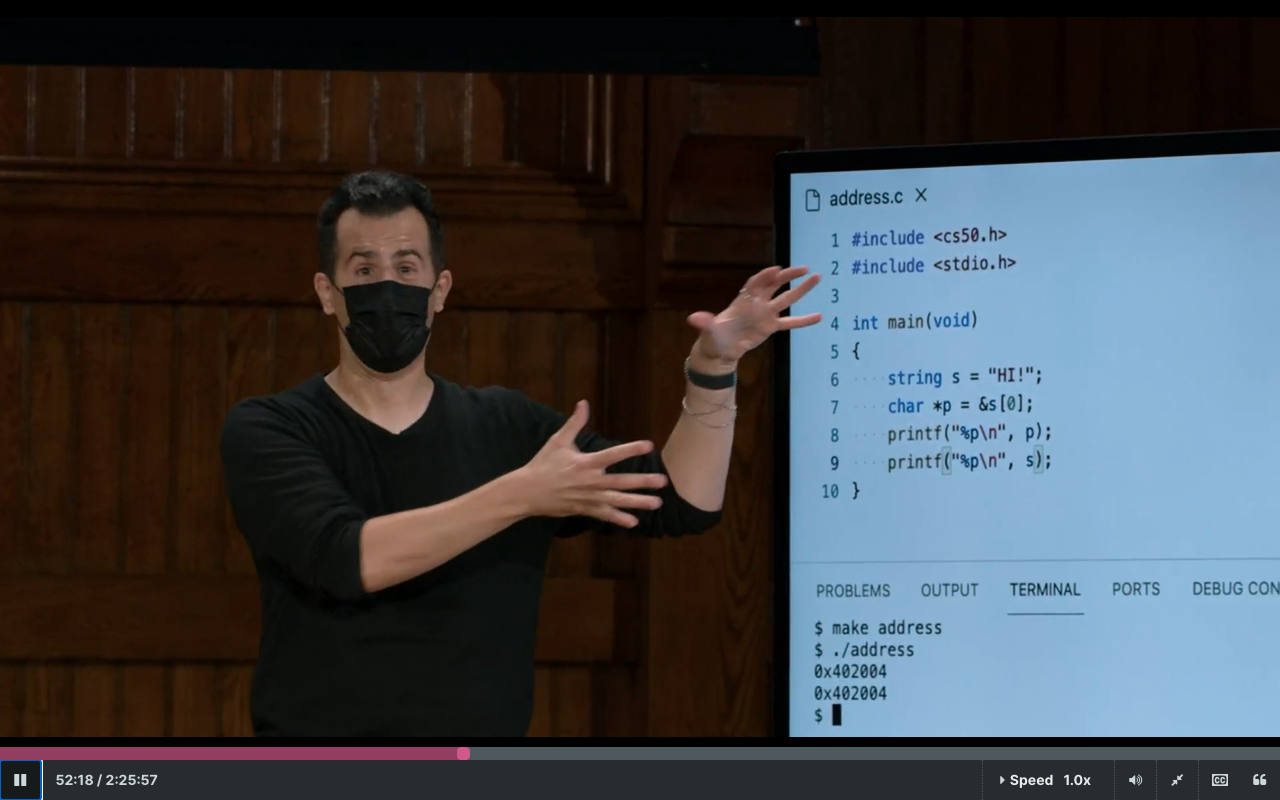 address.c X
1 #include <cs50.h>
2 #include <stdio.h>
3
4 int main(void)
5 {
6 ····string s = "HI!";
7 ····char *p = &s[0];
8 ····printf("%p\n", p);
9 ····printf("%p\n", s);
10 }
PROBLEMS OUTPUT TERMINAL PORTS DEBUG CON
$ make address
$ ./address
0x402004
0x402004
$
52:18 / 2:25:57 Speed 1.0x CC